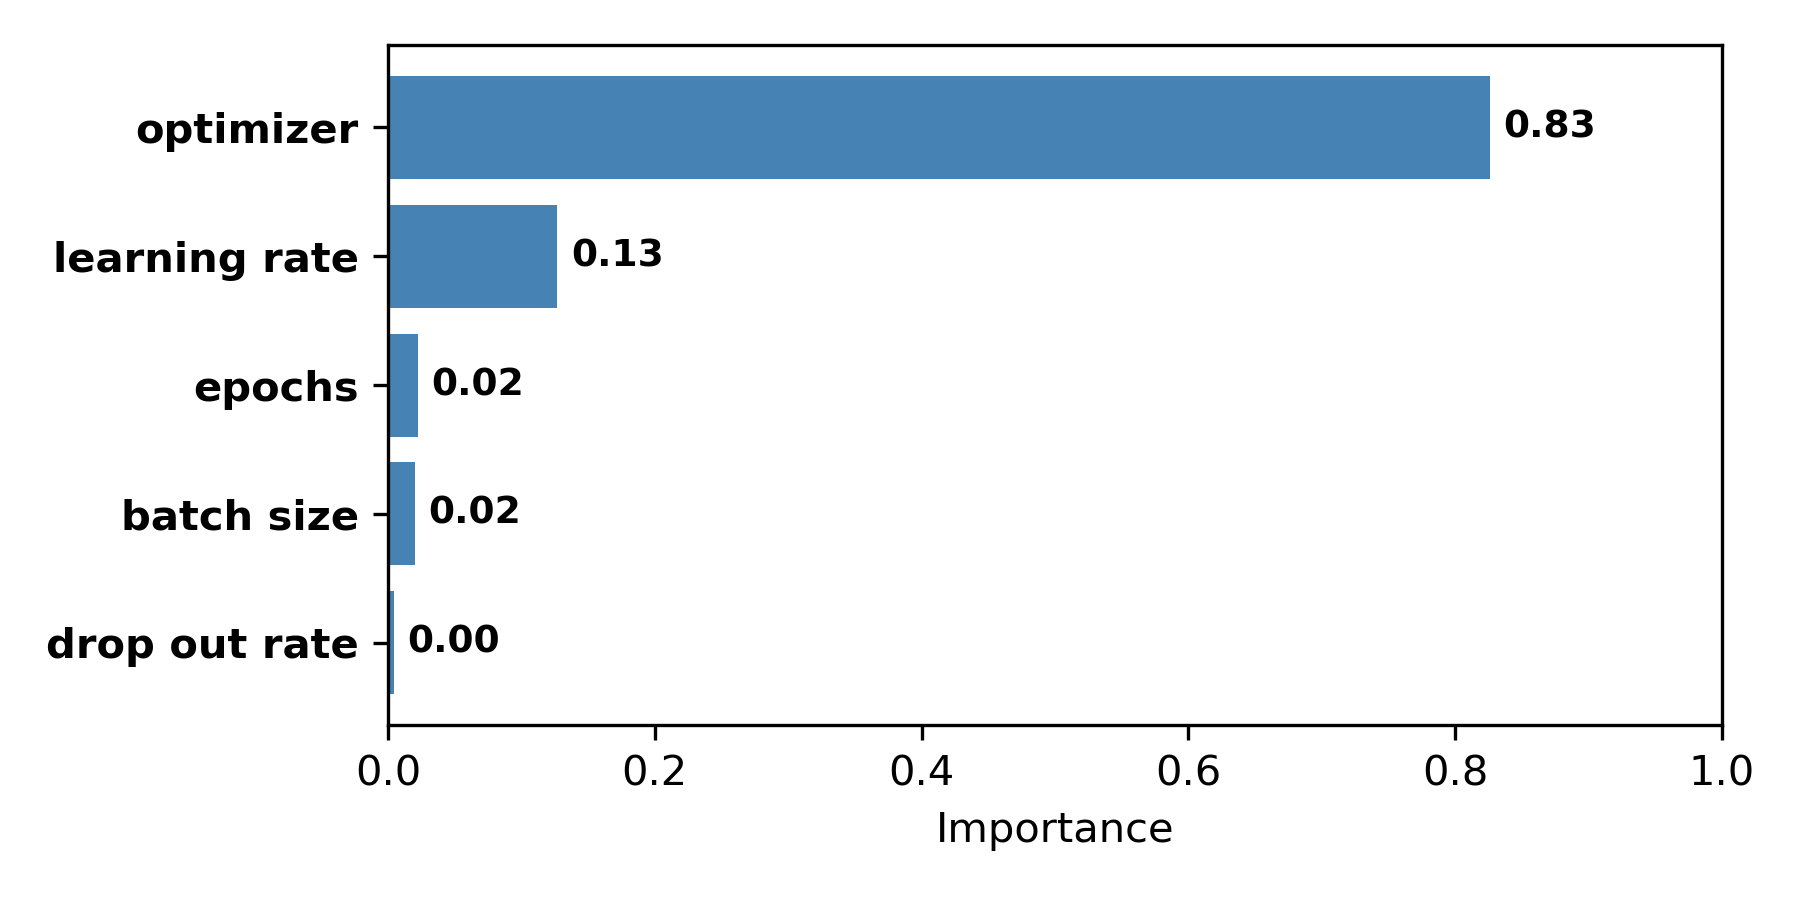 optimizer 0.83
learning rate 0.13
epochs 0.02
batch size 0.02
drop out rate 0.00
0.0 0.2 0.4 0.6 0.8 1.0
Importance